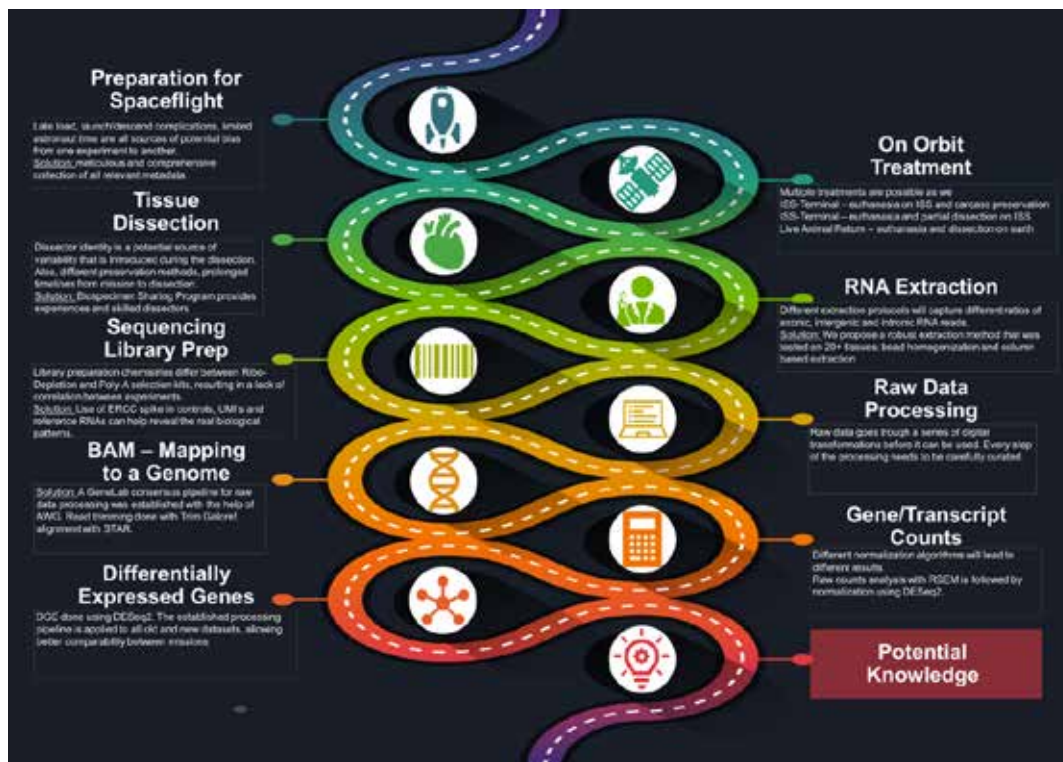 Preparation for
Spaceflight
Late load, launch/descend complications, limited
astronaut time are all sources of potential bias
from one experiment to another.
Solution: meticulous and comprehensive
collection of all relevant metadata.
On Orbit
Treatment
Multiple treatments are possible as we
ISS-Terminal – euthanasia on ISS and carcass preservation
ISS-Terminal – euthanasia and partial dissection on ISS
Live Animal Return – euthanasia and dissection on earth
Tissue
Dissection
Dissector identity is a potential source of
variability that is introduced during the dissection.
Also, different preservation methods, prolonged
timelines from mission to dissection
Solution: Biospecimen Sharing Program provides
experiences and skilled dissectors
RNA Extraction
Different extraction protocols will capture different ratios of
exonic, intergenic and intronic RNA reads.
Solution: We propose a robust extraction method that was
tested on 20+ tissues: bead homogenization and column
based extraction
Sequencing
Library Prep
Library preparation chemistries differ between Ribo-
Depletion and Poly-A selection kits, resulting in a lack of
correlation between experiments.
Solution: Use of ERCC spike in controls, UMI's and
reference RNAs can help reveal the real biological
patterns.
Raw Data
Processing
Raw data goes trough a series of digital
transformations before it can be used. Every step
of the processing needs to be carefully curated
BAM – Mapping
to a Genome
Solution: A GeneLab consensus pipeline for raw
data processing was established with the help of
AWG. Read trimming done with Trim Galore!
alignment with STAR.
Gene/Transcript
Counts
Different normalization algorithms will lead to
different results
Raw counts analysis with RSEM is followed by
normalization using DESeq2.
Differentially
Expressed Genes
DGE done using DESeq2. The established processing
pipeline is applied to all old and new datasets, allowing
better comparability between missions
Potential
Knowledge